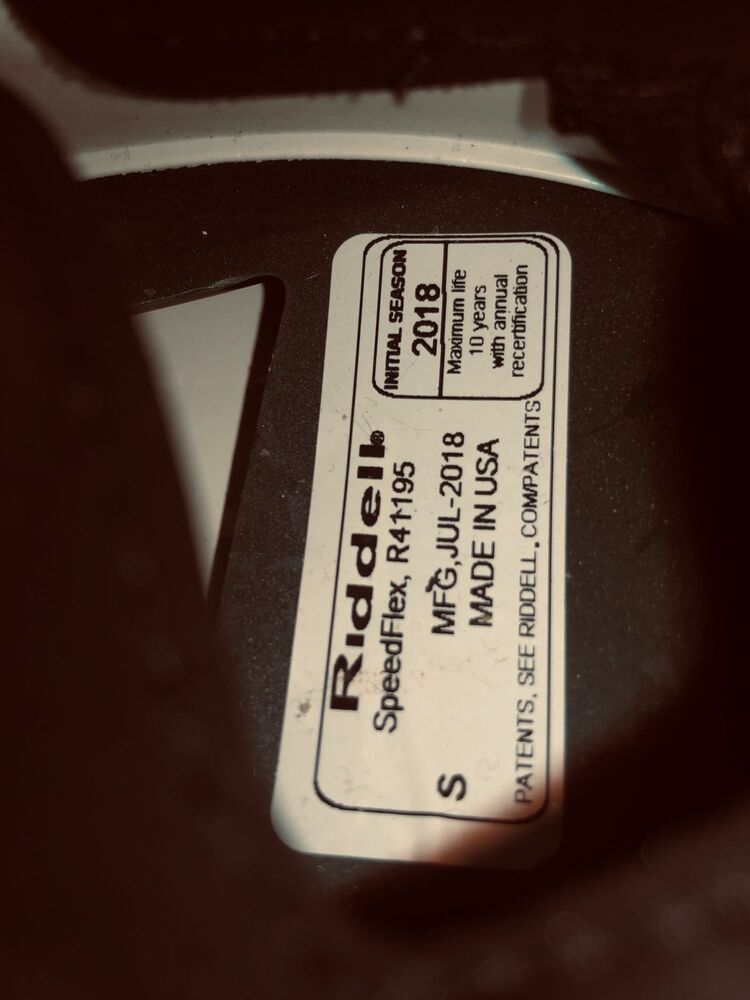 Riddell®
SpeedFlex, R41195
MFG,JUL-2018
MADE IN USA
S
PATENTS, SEE RIDDELL.COM/PATENTS
INITIAL SEASON
2018
Maximum life
10 years
with annual
recertification